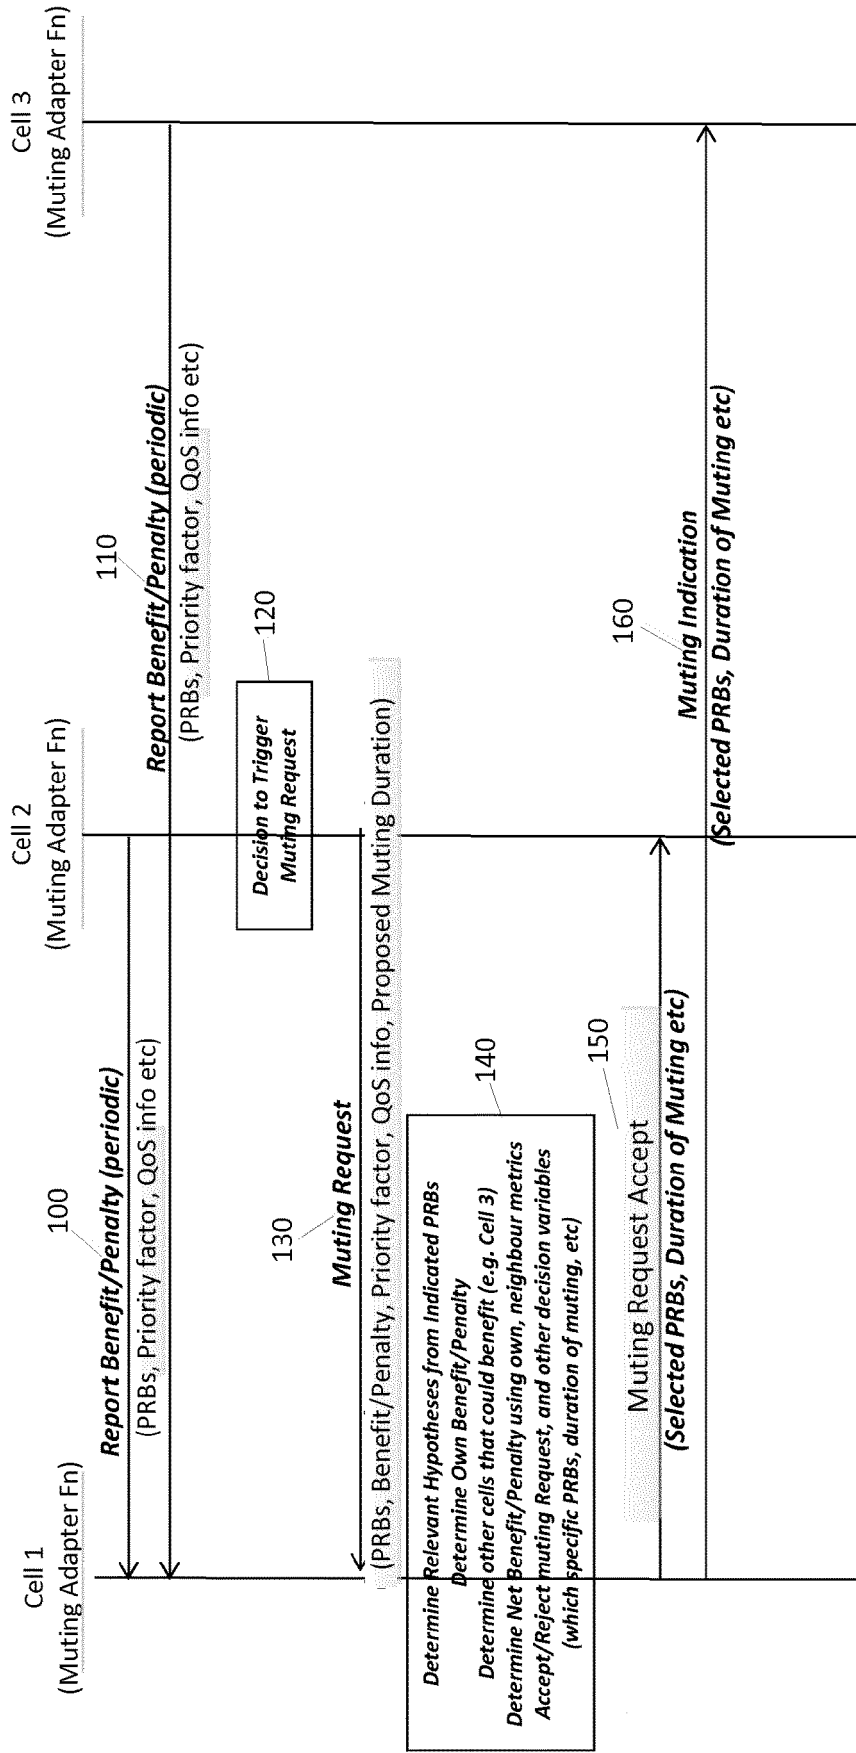 Cell 1
(Muting Adapter Fn)
Cell 2
(Muting Adapter Fn)
Cell 3
(Muting Adapter Fn)
100
Report Benefit/Penalty (periodic)
(PRBs, Priority factor, QoS info etc)
110
Report Benefit/Penalty (periodic)
(PRBs, Priority factor, QoS info etc)
120
Decision to Trigger
Muting Request
130
Muting Request
(PRBs, Benefit/Penalty, Priority factor, QoS info, Proposed Muting Duration)
140
Determine Relevant Hypotheses from Indicated PRBs
Determine Own Benefit/Penalty
Determine other cells that could benefit (e.g. Cell 3)
Determine Net Benefit/Penalty using own, neighbour metrics
Accept/Reject muting Request, and other decision variables
(which specific PRBs, duration of muting, etc)
150
Muting Request Accept
(Selected PRBs, Duration of Muting etc)
160
Muting Indication
(Selected PRBs, Duration of Muting etc)